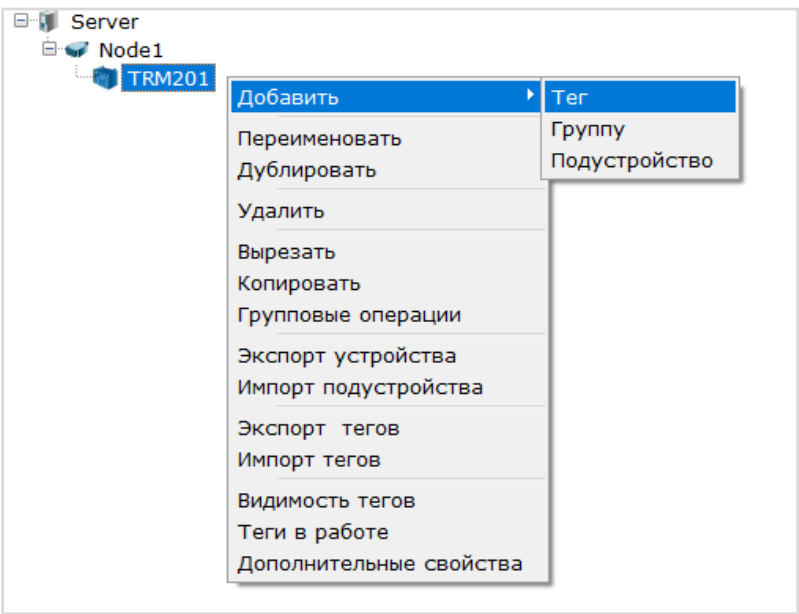 Server
Node1
TRM201
Добавить
Тег
Группу
Подустройство
Переименовать
Дублировать
Удалить
Вырезать
Копировать
Групповые операции
Экспорт устройства
Импорт подустройства
Экспорт тегов
Импорт тегов
Видимость тегов
Теги в работе
Дополнительные свойства